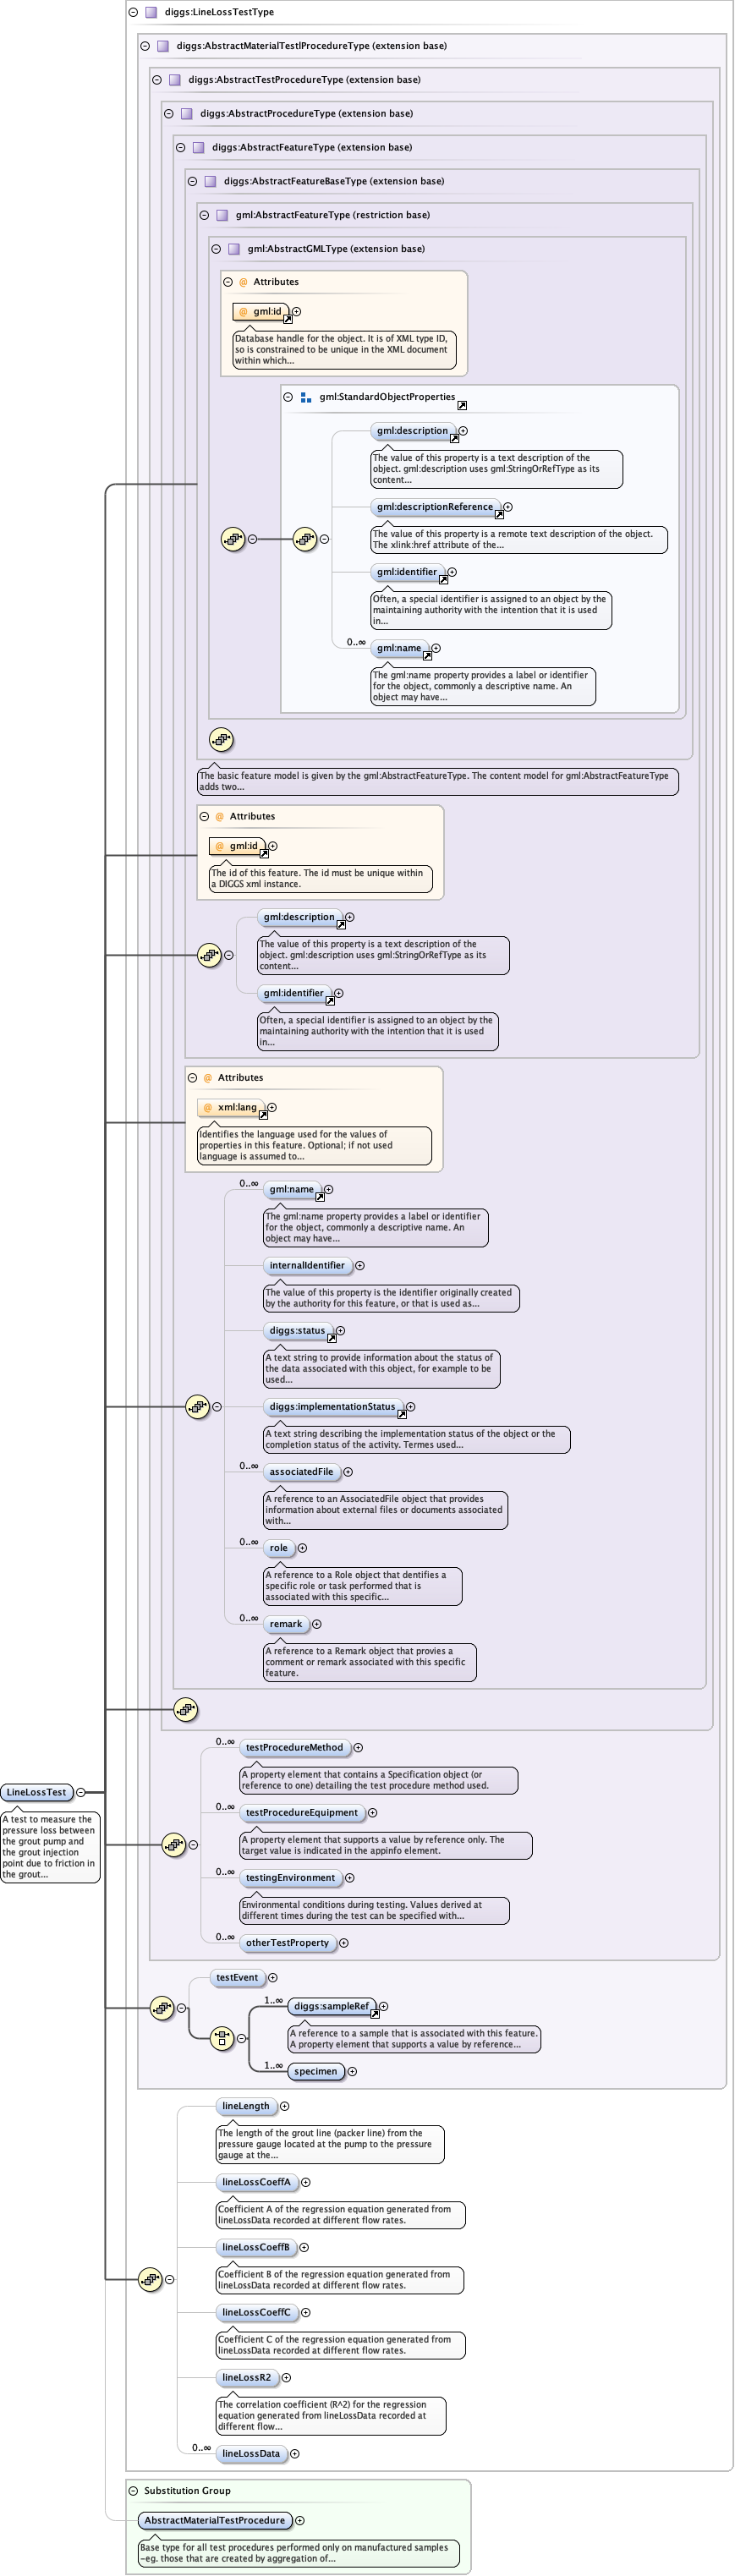 diggs:LineLossTestType
diggs:AbstractMaterialTestlProcedureType (extension base)
diggs:AbstractTestProcedureType (extension base)
diggs:AbstractProcedureType (extension base)
diggs:AbstractFeatureType (extension base)
diggs:AbstractFeatureBaseType (extension base)
gml:AbstractFeatureType (restriction base)
gml:AbstractGMLType (extension base)
@ Attributes
@ gml:id
Database handle for the object. It is of XML type ID,
so is constrained to be unique in the XML document
within which...
gml:StandardObjectProperties
gml:description
The value of this property is a text description of the
object. gml:description uses gml:StringOrRefType as its
content...
gml:descriptionReference
The value of this property is a remote text description of the object.
The xlink:href attribute of the...
gml:identifier
Often, a special identifier is assigned to an object by the
maintaining authority with the intention that it is used
in...
0..∞
gml:name
The gml:name property provides a label or identifier
for the object, commonly a descriptive name. An
object may have...
The basic feature model is given by the gml:AbstractFeatureType. The content model for gml:AbstractFeatureType
adds two...
@ Attributes
@ gml:id
The id of this feature. The id must be unique within
a DIGGS xml instance.
gml:description
The value of this property is a text description of the
object. gml:description uses gml:StringOrRefType as its
content...
gml:identifier
Often, a special identifier is assigned to an object by the
maintaining authority with the intention that it is used
in...
@ Attributes
@ xml:lang
Identifies the language used for the values of
properties in this feature. Optional; if not used
language is assumed to...
0..∞
gml:name
The gml:name property provides a label or identifier
for the object, commonly a descriptive name. An
object may have...
internalIdentifier
The value of this property is the identifier originally created
by the authority for this feature, or that is used as...
diggs:status
A text string to provide information about the status of
the data associated with this object, for example to be
used...
diggs:implementationStatus
A text string describing the implementation status of the object or the
completion status of the activity. Termes used...
0..∞
associatedFile
A reference to an AssociatedFile object that provides
information about external files or documents associated
with...
0..∞
role
A reference to a Role object that dentifies a
specific role or task performed that is
associated with this specific...
0..∞
remark
A reference to a Remark object that provies a
comment or remark associated with this specific
feature.
0..∞
testProcedureMethod
A property element that contains a Specification object (or
reference to one) detailing the test procedure method used.
LineLossTest
A test to measure the
pressure loss between
the grout pump and
the grout injection
point due to friction in
the grout...
0..∞
testProcedureEquipment
A property element that supports a value by reference only. The
target value is indicated in the appinfo element.
0..∞
testingEnvironment
Environmental conditions during testing. Values derived at
different times during the test can be specified with...
0..∞
otherTestProperty
testEvent
1..∞
diggs:sampleRef
A reference to a sample that is associated with this feature.
A property element that supports a value by reference...
1..∞
specimen
lineLength
The length of the grout line (packer line) from the
pressure gauge located at the pump to the pressure
gauge at the...
lineLossCoeffA
Coefficient A of the regression equation generated from
lineLossData recorded at different flow rates.
lineLossCoeffB
Coefficient B of the regression equation generated from
lineLossData recorded at different flow rates.
lineLossCoeffC
Coefficient C of the regression equation generated from
lineLossData recorded at different flow rates.
lineLossR2
The correlation coefficient (R^2) for the regression
equation generated from lineLossData recorded at
different flow...
0..∞
lineLossData
Substitution Group
AbstractMaterialTestProcedure
Base type for all test procedures performed only on manufactured samples
-eg. those that are created by aggregation of...